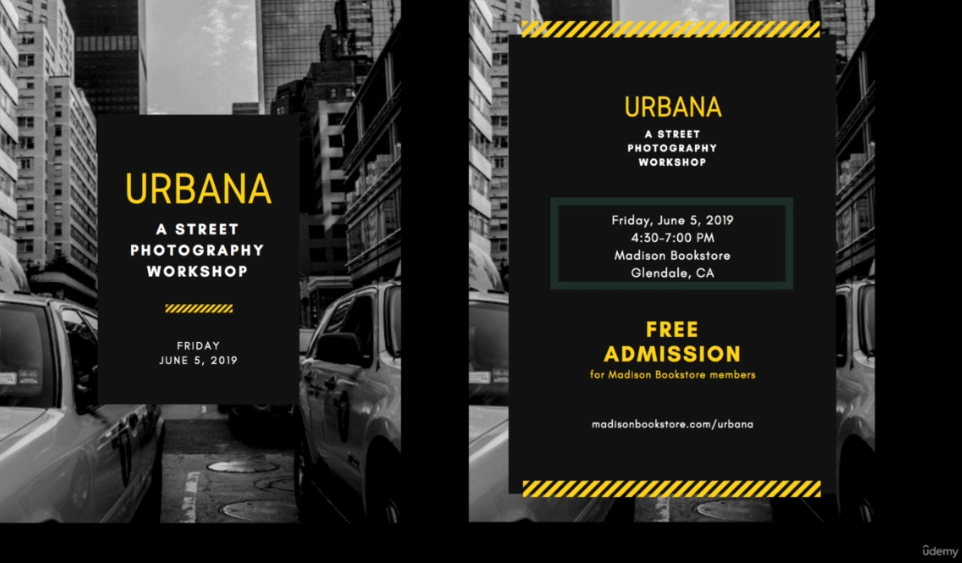 URBANA
A STREET
PHOTOGRAPHY
WORKSHOP
FRIDAY
JUNE 5, 2019
URBANA
A STREET
PHOTOGRAPHY
WORKSHOP
Friday, June 5, 2019
4:30-7:00 PM
Madison Bookstore
Glendale, CA
FREE
ADMISSION
for Madison Bookstore members
madisonbookstore.com/urbana
ûdemy